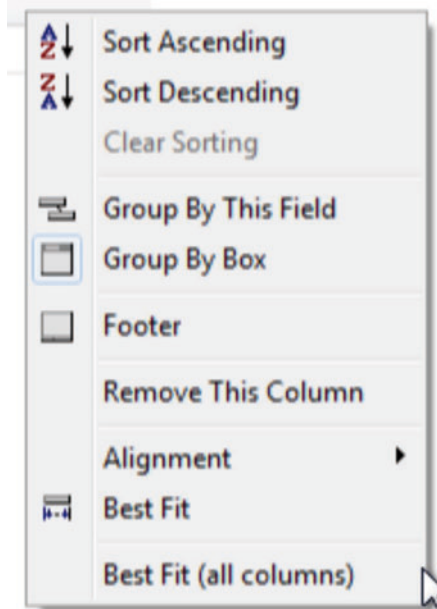 Sort Ascending
Sort Descending
Clear Sorting
Group By This Field
Group By Box
Footer
Remove This Column
Alignment
Best Fit
Best Fit (all columns)